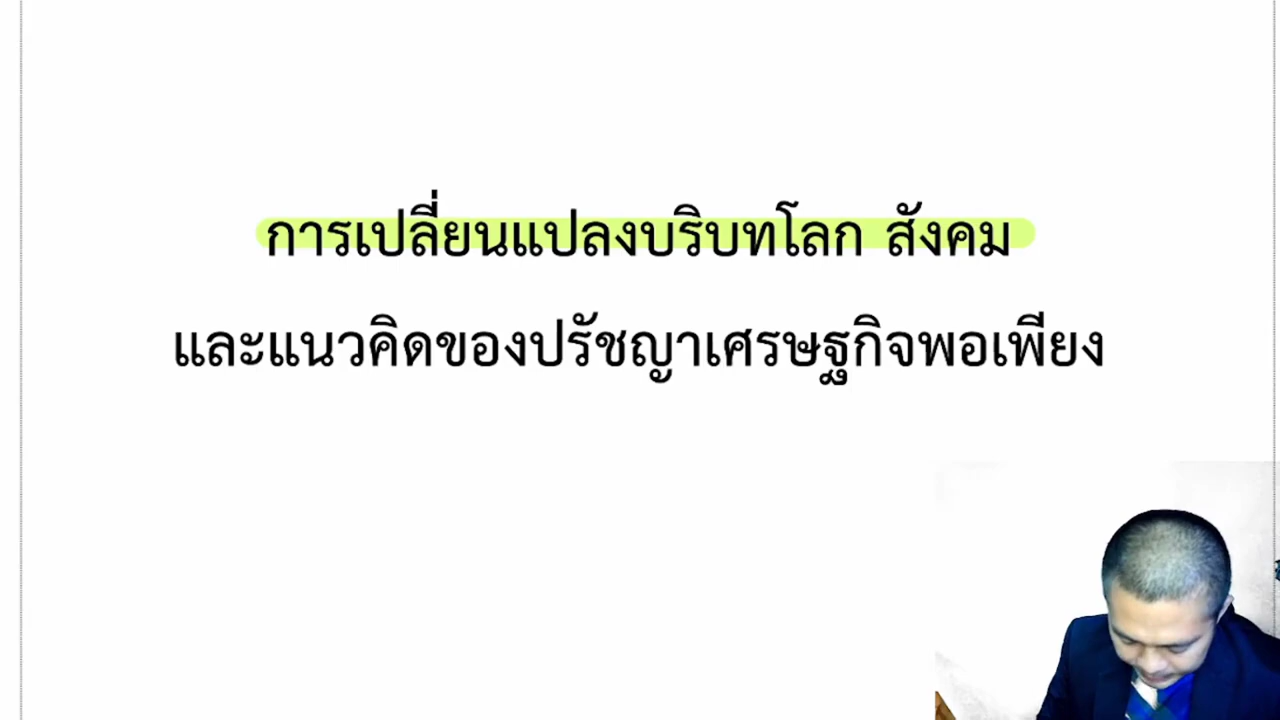 การเปลี่ยนแปลงบริบทโลก สังคม
และแนวคิดของปรัชญาเศรษฐกิจพอเพียง